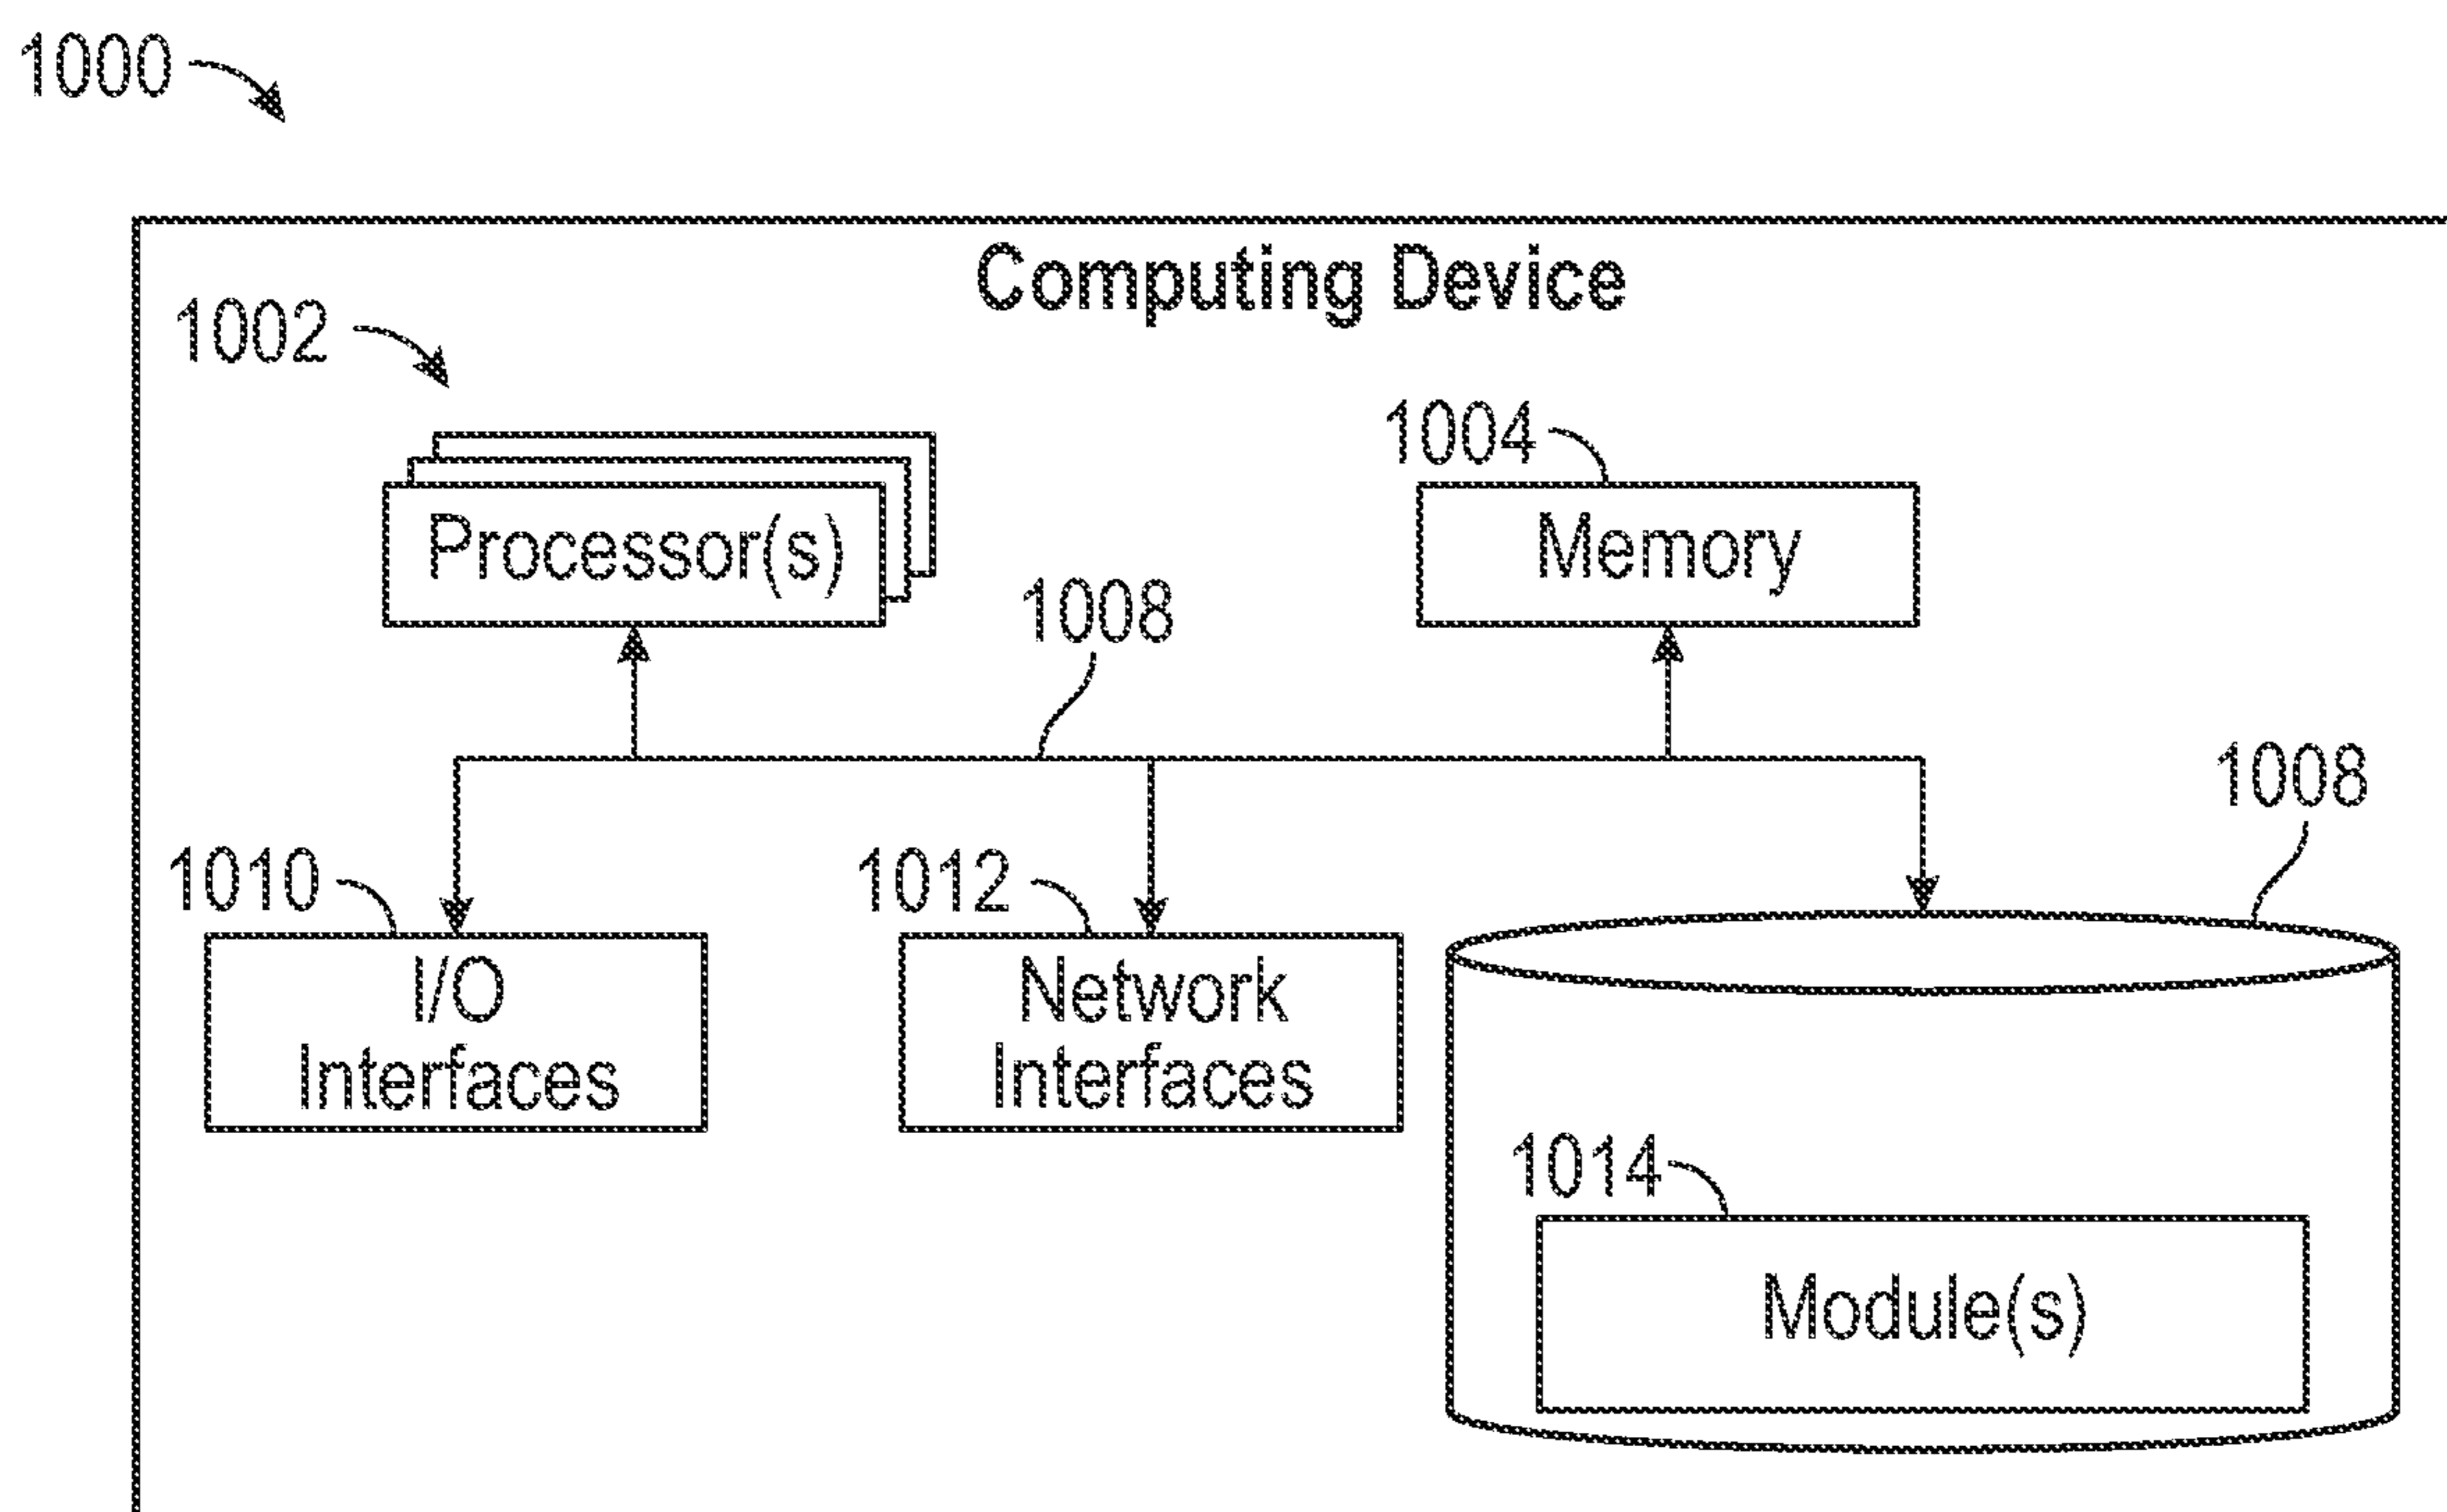 1000
Computing Device
1002
1004
Processor(s)
Memory
1008
1008
1010
1012
I/O
Interfaces
Network
Interfaces
1014
Module(s)